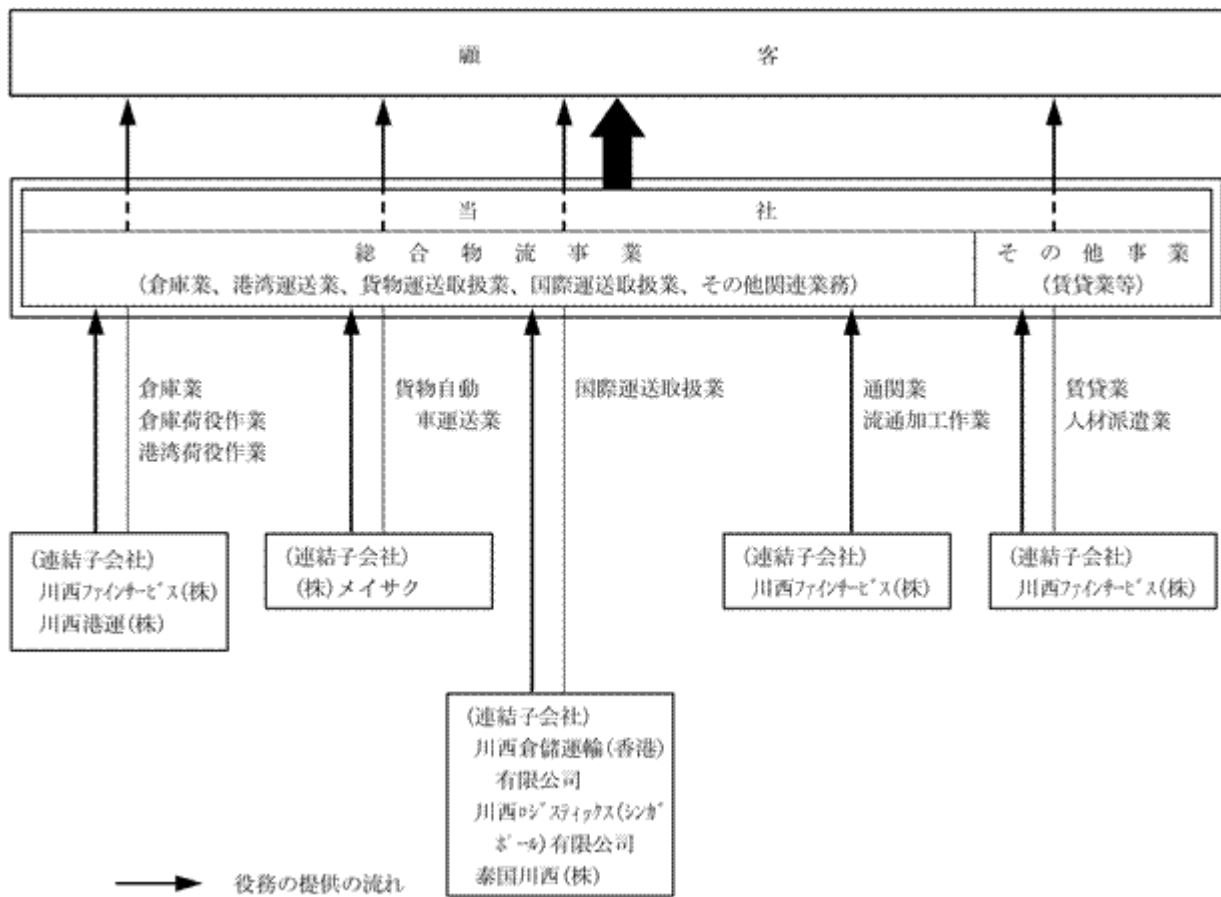 顧客
当社
総合物流事業
(倉庫業、港湾運送業、貨物運送取扱業、国際運送取扱業、その他関連業務)
その他事業
(賃貸業等)
倉庫業
倉庫荷役作業
港湾荷役作業
貨物自動
車運送業
国際運送取扱業
通関業
流通加工作業
賃貸業
人材派遣業
(連結子会社)
川西ﾌｧｲﾝｻｰﾋﾞｽ(株)
川西港運(株)
(連結子会社)
(株)メイサク
(連結子会社)
川西ﾌｧｲﾝｻｰﾋﾞｽ(株)
(連結子会社)
川西ﾌｧｲﾝｻｰﾋﾞｽ(株)
(連結子会社)
川西倉儲運輸(香港)
有限公司
川西ﾛｼﾞｽティックス(ｼﾝｶﾞ
ﾎﾟｰﾙ)有限公司
泰国川西(株)
役務の提供の流れ